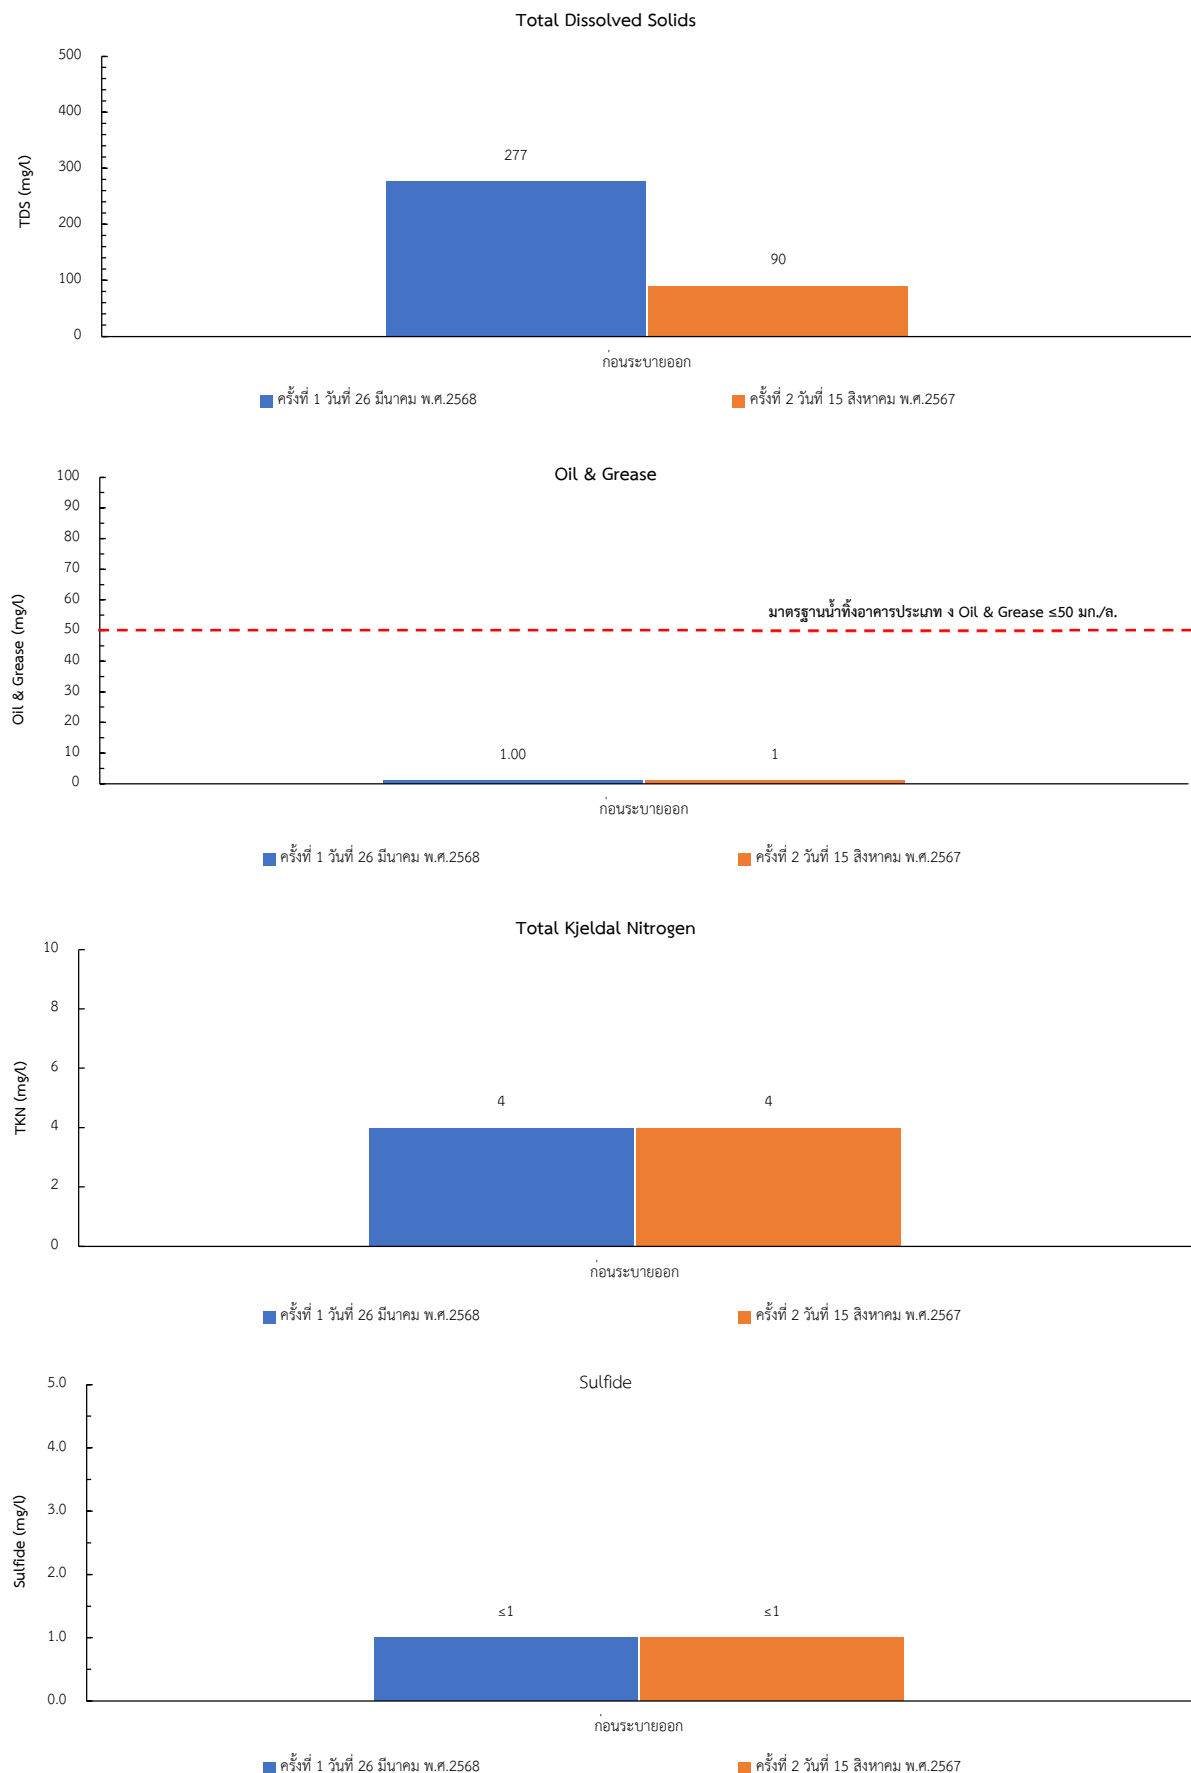 Total Dissolved Solids
500
400
300
200
100
0
TDS (mg/l)
277
90
ก่อนระบายออก
ครั้งที่ 1 วันที่ 26 มีนาคม พ.ศ.2568
ครั้งที่ 2 วันที่ 15 สิงหาคม พ.ศ.2567
Oil & Grease
100
90
80
70
60
50
40
30
20
10
0
Oil & Grease (mg/l)
มาตรฐานน้ำทิ้งอาคารประเภท ง Oil & Grease ≤50 มก./ล.
1.00
1
ก่อนระบายออก
ครั้งที่ 1 วันที่ 26 มีนาคม พ.ศ.2568
ครั้งที่ 2 วันที่ 15 สิงหาคม พ.ศ.2567
Total Kjeldal Nitrogen
10
8
6
4
2
0
TKN (mg/l)
4
4
ก่อนระบายออก
ครั้งที่ 1 วันที่ 26 มีนาคม พ.ศ.2568
ครั้งที่ 2 วันที่ 15 สิงหาคม พ.ศ.2567
Sulfide
5.0
4.0
3.0
2.0
1.0
0.0
Sulfide (mg/l)
≤1
≤1
ก่อนระบายออก
ครั้งที่ 1 วันที่ 26 มีนาคม พ.ศ.2568
ครั้งที่ 2 วันที่ 15 สิงหาคม พ.ศ.2567